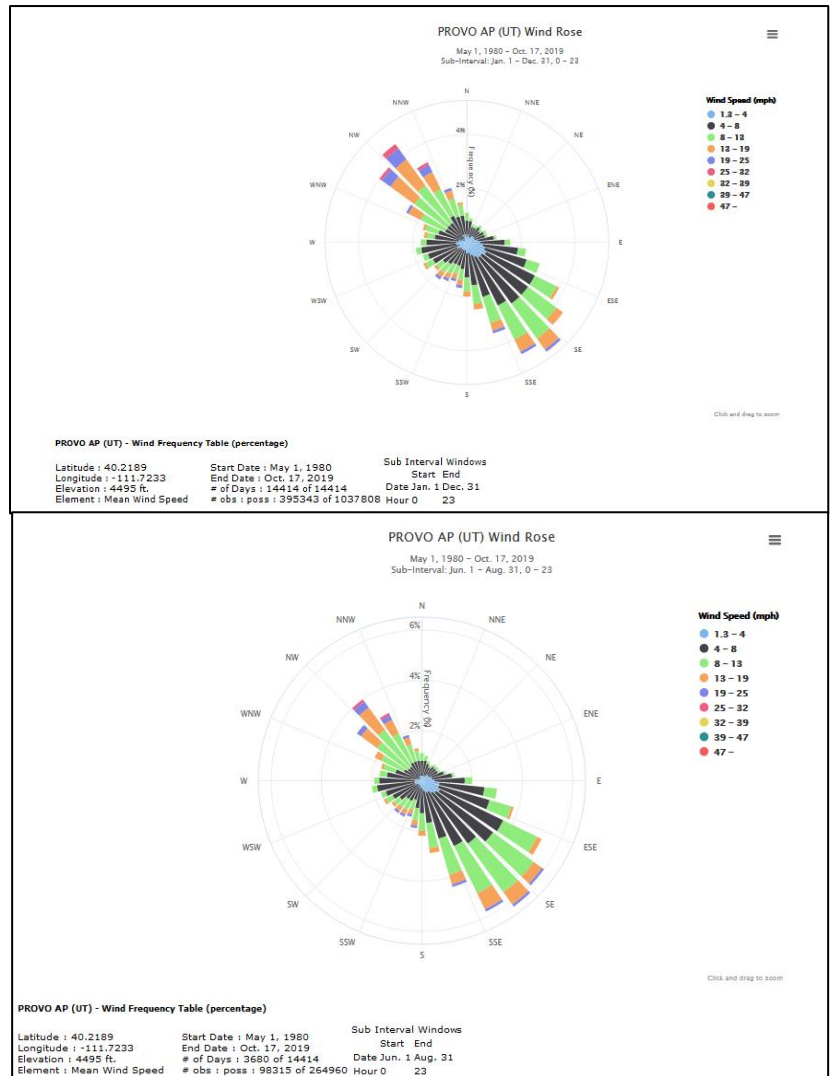 PROVO AP (UT) Wind Rose
May 1, 1980 – Oct. 17, 2019
Sub-Interval: Jan. 1 – Dec. 31, 0 – 23
N
NNE
NE
ENE
E
ESE
SE
SSE
S
SSW
SW
WSW
W
WNW
NW
NNW
4%
2%
Frequency (%)
Wind Speed (mph)
1.3 – 4
4 – 8
8 – 13
13 – 19
19 – 25
25 – 32
32 – 39
39 – 47
47 –
Click and drag to zoom
PROVO AP (UT) - Wind Frequency Table (percentage)
Latitude : 40.2189
Longitude : -111.7233
Elevation : 4495 ft.
Element : Mean Wind Speed
Start Date : May 1, 1980
End Date : Oct. 17, 2019
# of Days : 14414 of 14414
# obs : poss : 395343 of 1037808
Sub Interval Windows
Start End
Date Jan. 1 Dec. 31
Hour 0 23
PROVO AP (UT) Wind Rose
May 1, 1980 – Oct. 17, 2019
Sub-Interval: Jun. 1 – Aug. 31, 0 – 23
N
NNE
NE
ENE
E
ESE
SE
SSE
S
SSW
SW
WSW
W
WNW
NW
NNW
6%
4%
2%
Frequency (%)
Wind Speed (mph)
1.3 – 4
4 – 8
8 – 13
13 – 19
19 – 25
25 – 32
32 – 39
39 – 47
47 –
Click and drag to zoom
PROVO AP (UT) - Wind Frequency Table (percentage)
Latitude : 40.2189
Longitude : -111.7233
Elevation : 4495 ft.
Element : Mean Wind Speed
Start Date : May 1, 1980
End Date : Oct. 17, 2019
# of Days : 3680 of 14414
# obs : poss : 98315 of 264960
Sub Interval Windows
Start End
Date Jun. 1 Aug. 31
Hour 0 23